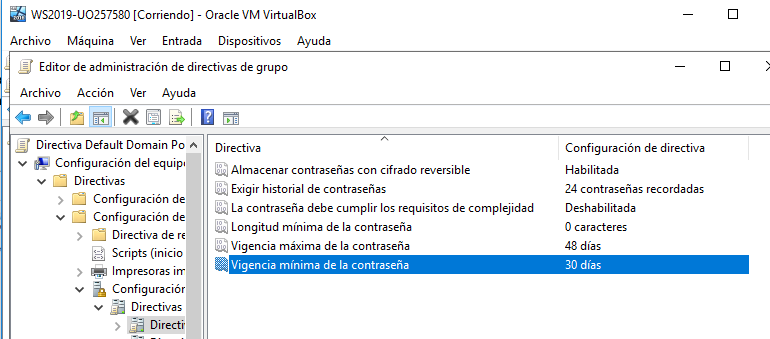 WS2019-UO257580 [Corriendo] - Oracle VM VirtualBox
Archivo Máquina Ver Entrada Dispositivos Ayuda
Editor de administración de directivas de grupo
Archivo Acción Ver Ayuda
Directiva Default Domain Po
Configuración del equipo
Directivas
Configuración de
Configuración de
Directiva de re
Scripts (inicio
Impresoras im
Configuración
Directivas
Directiv
Directiva Configuración de directiva
Almacenar contraseñas con cifrado reversible Habilitada
Exigir historial de contraseñas 24 contraseñas recordadas
La contraseña debe cumplir los requisitos de complejidad Deshabilitada
Longitud mínima de la contraseña 0 caracteres
Vigencia máxima de la contraseña 48 días
Vigencia mínima de la contraseña 30 días